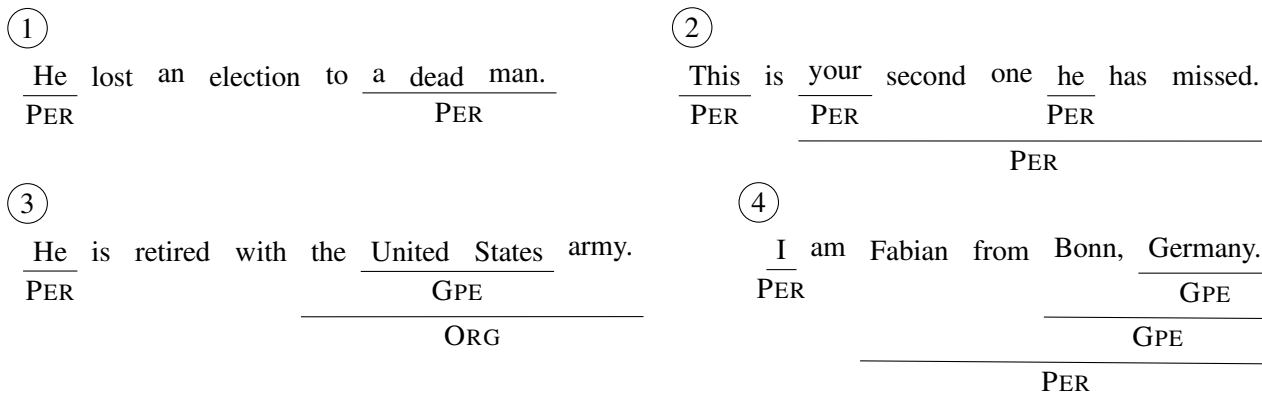 ①
He lost an election to a dead man.
PER PER
②
This is your second one he has missed.
PER PER PER
PER
③
He is retired with the United States army.
PER GPE
ORG
④
I am Fabian from Bonn, Germany.
PER GPE
GPE
PER